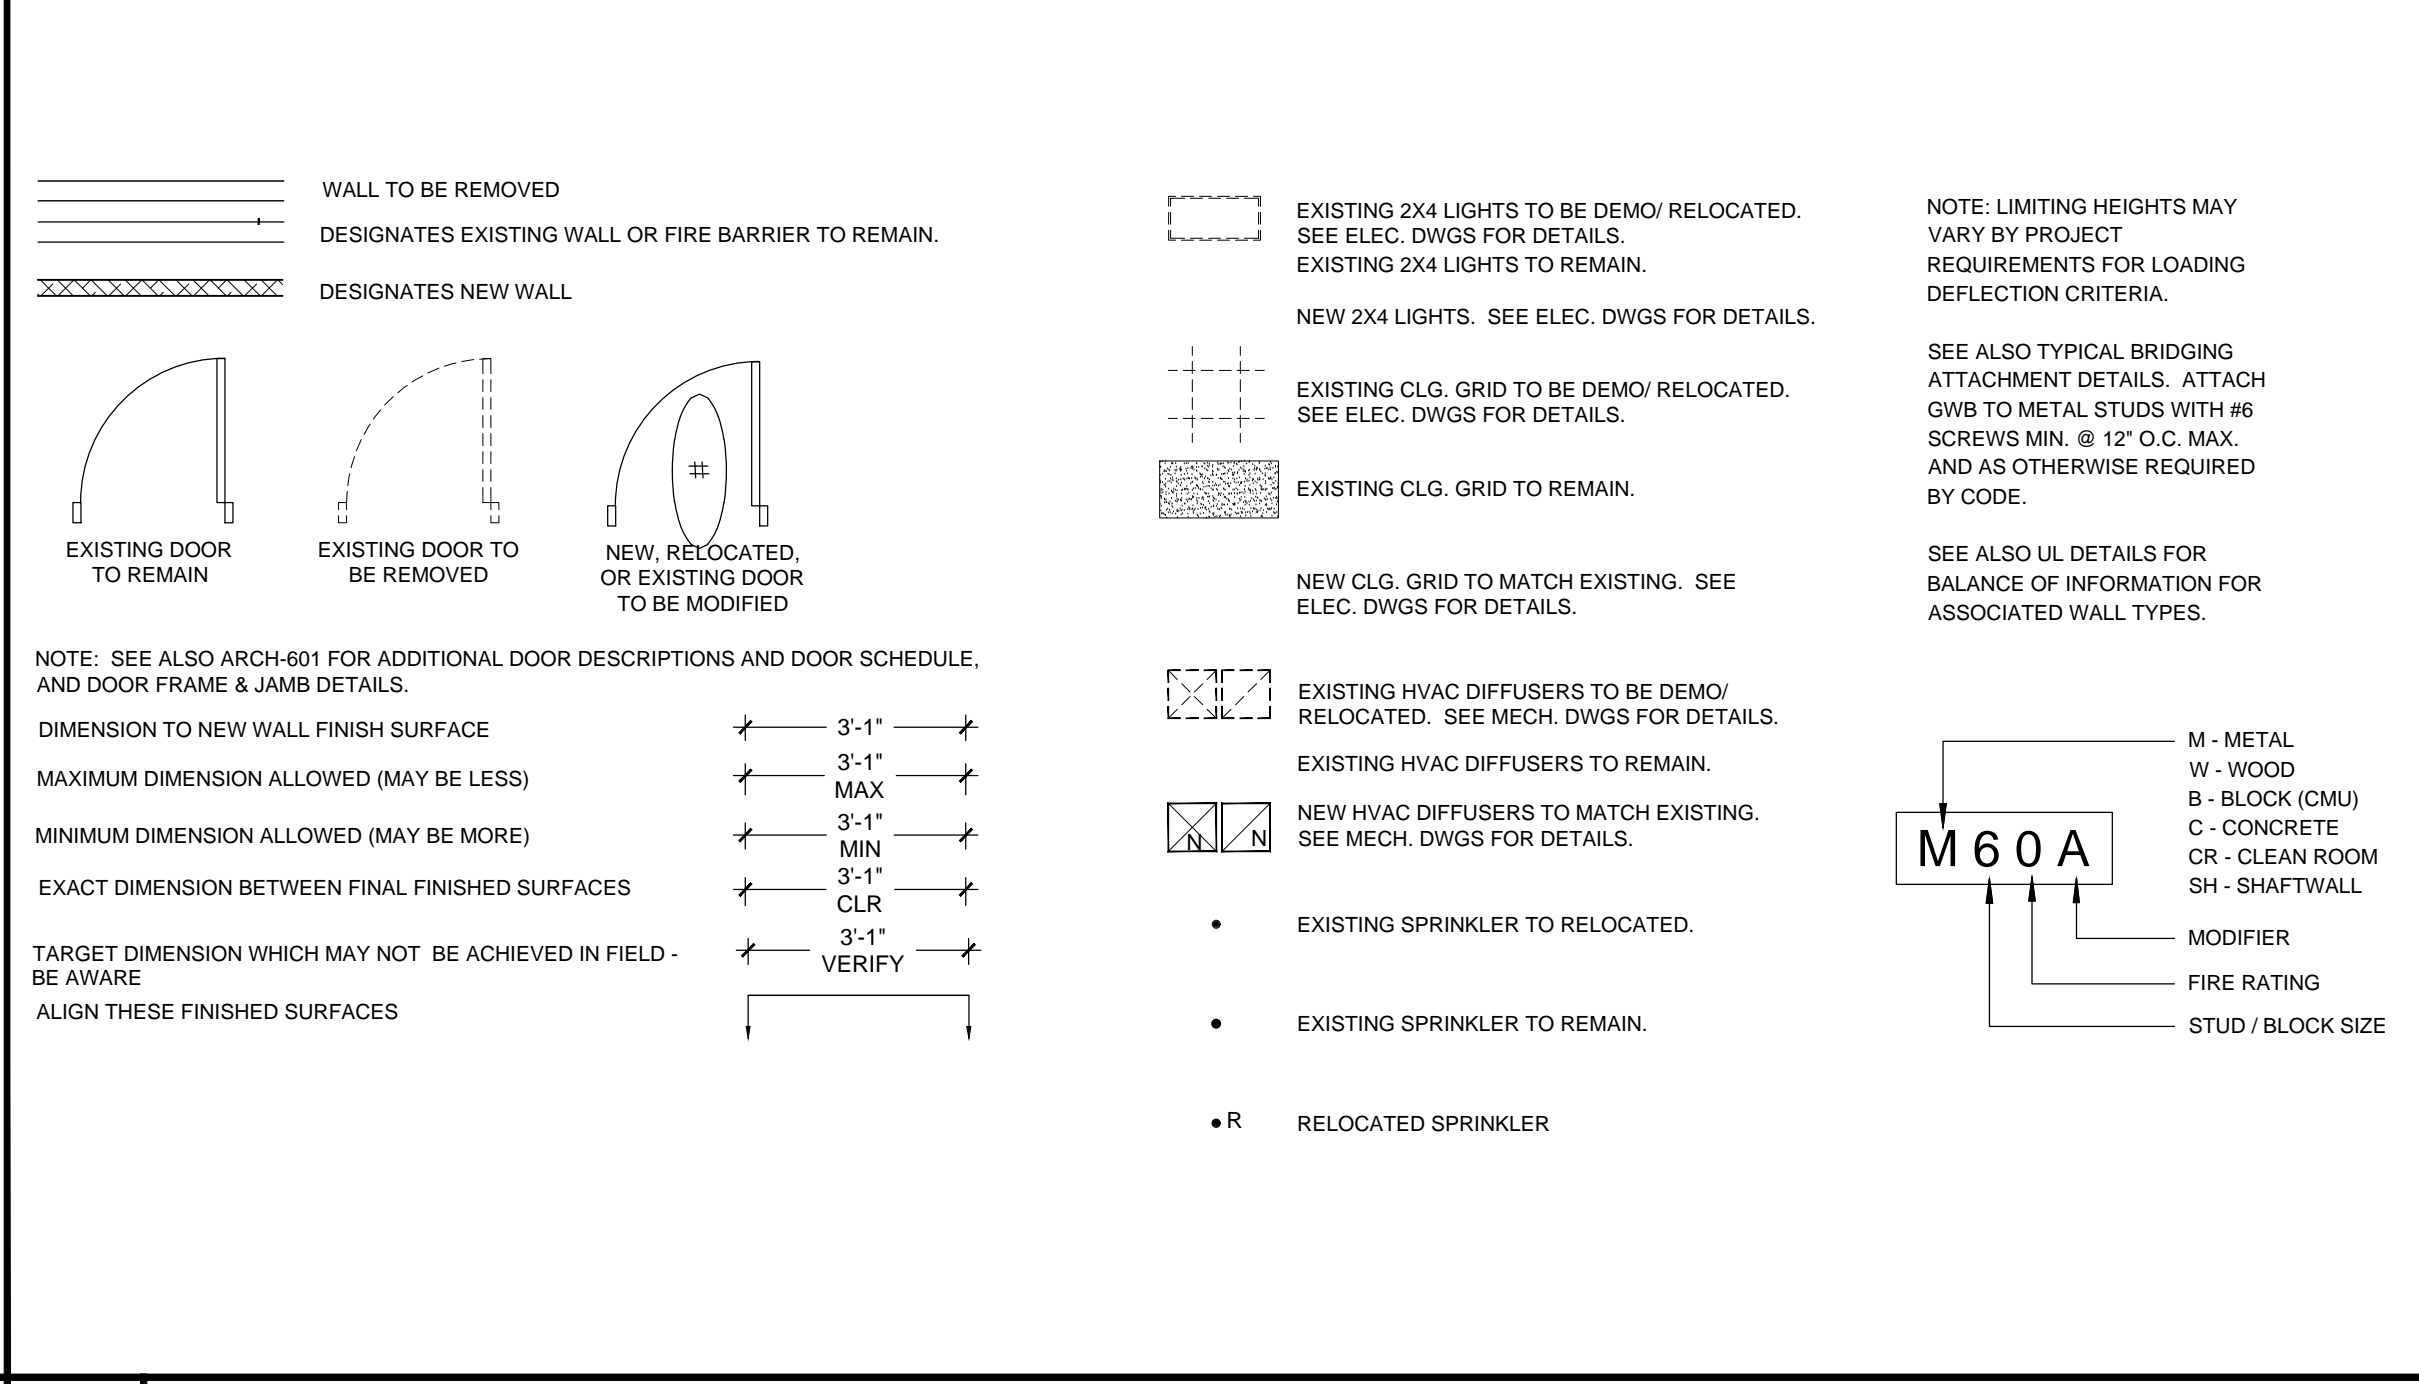 WALL TO BE REMOVED
DESIGNATES EXISTING WALL OR FIRE BARRIER TO REMAIN.
DESIGNATES NEW WALL
EXISTING DOOR
TO REMAIN
EXISTING DOOR TO
BE REMOVED
#
NEW, RELOCATED,
OR EXISTING DOOR
TO BE MODIFIED
NOTE: SEE ALSO ARCH-601 FOR ADDITIONAL DOOR DESCRIPTIONS AND DOOR SCHEDULE,
AND DOOR FRAME & JAMB DETAILS.
DIMENSION TO NEW WALL FINISH SURFACE
3'-1"
MAXIMUM DIMENSION ALLOWED (MAY BE LESS)
3'-1"
MAX
MINIMUM DIMENSION ALLOWED (MAY BE MORE)
3'-1"
MIN
EXACT DIMENSION BETWEEN FINAL FINISHED SURFACES
3'-1"
CLR
TARGET DIMENSION WHICH MAY NOT BE ACHIEVED IN FIELD -
BE AWARE
3'-1"
VERIFY
ALIGN THESE FINISHED SURFACES
EXISTING 2X4 LIGHTS TO BE DEMO/ RELOCATED.
SEE ELEC. DWGS FOR DETAILS.
EXISTING 2X4 LIGHTS TO REMAIN.
NEW 2X4 LIGHTS. SEE ELEC. DWGS FOR DETAILS.
EXISTING CLG. GRID TO BE DEMO/ RELOCATED.
SEE ELEC. DWGS FOR DETAILS.
EXISTING CLG. GRID TO REMAIN.
NEW CLG. GRID TO MATCH EXISTING. SEE
ELEC. DWGS FOR DETAILS.
EXISTING HVAC DIFFUSERS TO BE DEMO/
RELOCATED. SEE MECH. DWGS FOR DETAILS.
EXISTING HVAC DIFFUSERS TO REMAIN.
N N
NEW HVAC DIFFUSERS TO MATCH EXISTING.
SEE MECH. DWGS FOR DETAILS.
EXISTING SPRINKLER TO RELOCATED.
EXISTING SPRINKLER TO REMAIN.
R
RELOCATED SPRINKLER
NOTE: LIMITING HEIGHTS MAY
VARY BY PROJECT
REQUIREMENTS FOR LOADING
DEFLECTION CRITERIA.
SEE ALSO TYPICAL BRIDGING
ATTACHMENT DETAILS. ATTACH
GWB TO METAL STUDS WITH #6
SCREWS MIN. @ 12" O.C. MAX.
AND AS OTHERWISE REQUIRED
BY CODE.
SEE ALSO UL DETAILS FOR
BALANCE OF INFORMATION FOR
ASSOCIATED WALL TYPES.
M - METAL
W - WOOD
B - BLOCK (CMU)
C - CONCRETE
CR - CLEAN ROOM
SH - SHAFTWALL
M60A
MODIFIER
FIRE RATING
STUD / BLOCK SIZE